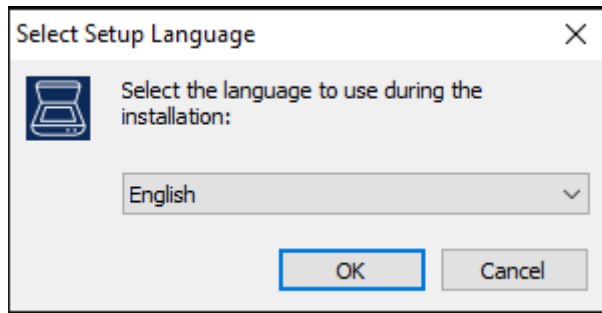 Select Setup Language
Select the language to use during the
installation:
English
OK
Cancel